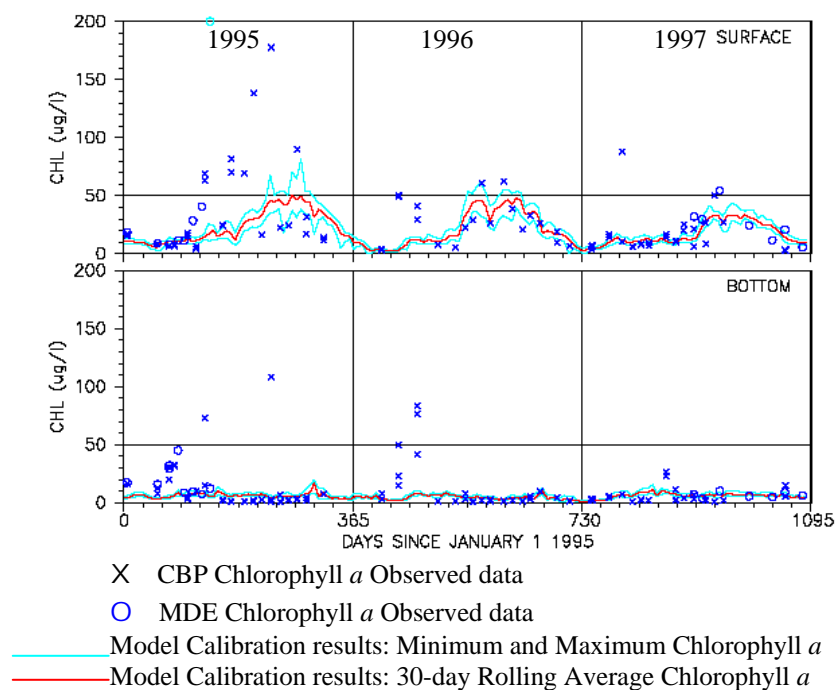 200
1995
1996
1997
SURFACE
150
100
50
0
CHL (ug/l)
200
BOTTOM
150
100
50
0
CHL (ug/l)
0
365
730
1095
DAYS SINCE JANUARY 1 1995
X CBP Chlorophyll a Observed data
O MDE Chlorophyll a Observed data
Model Calibration results: Minimum and Maximum Chlorophyll a
Model Calibration results: 30-day Rolling Average Chlorophyll a